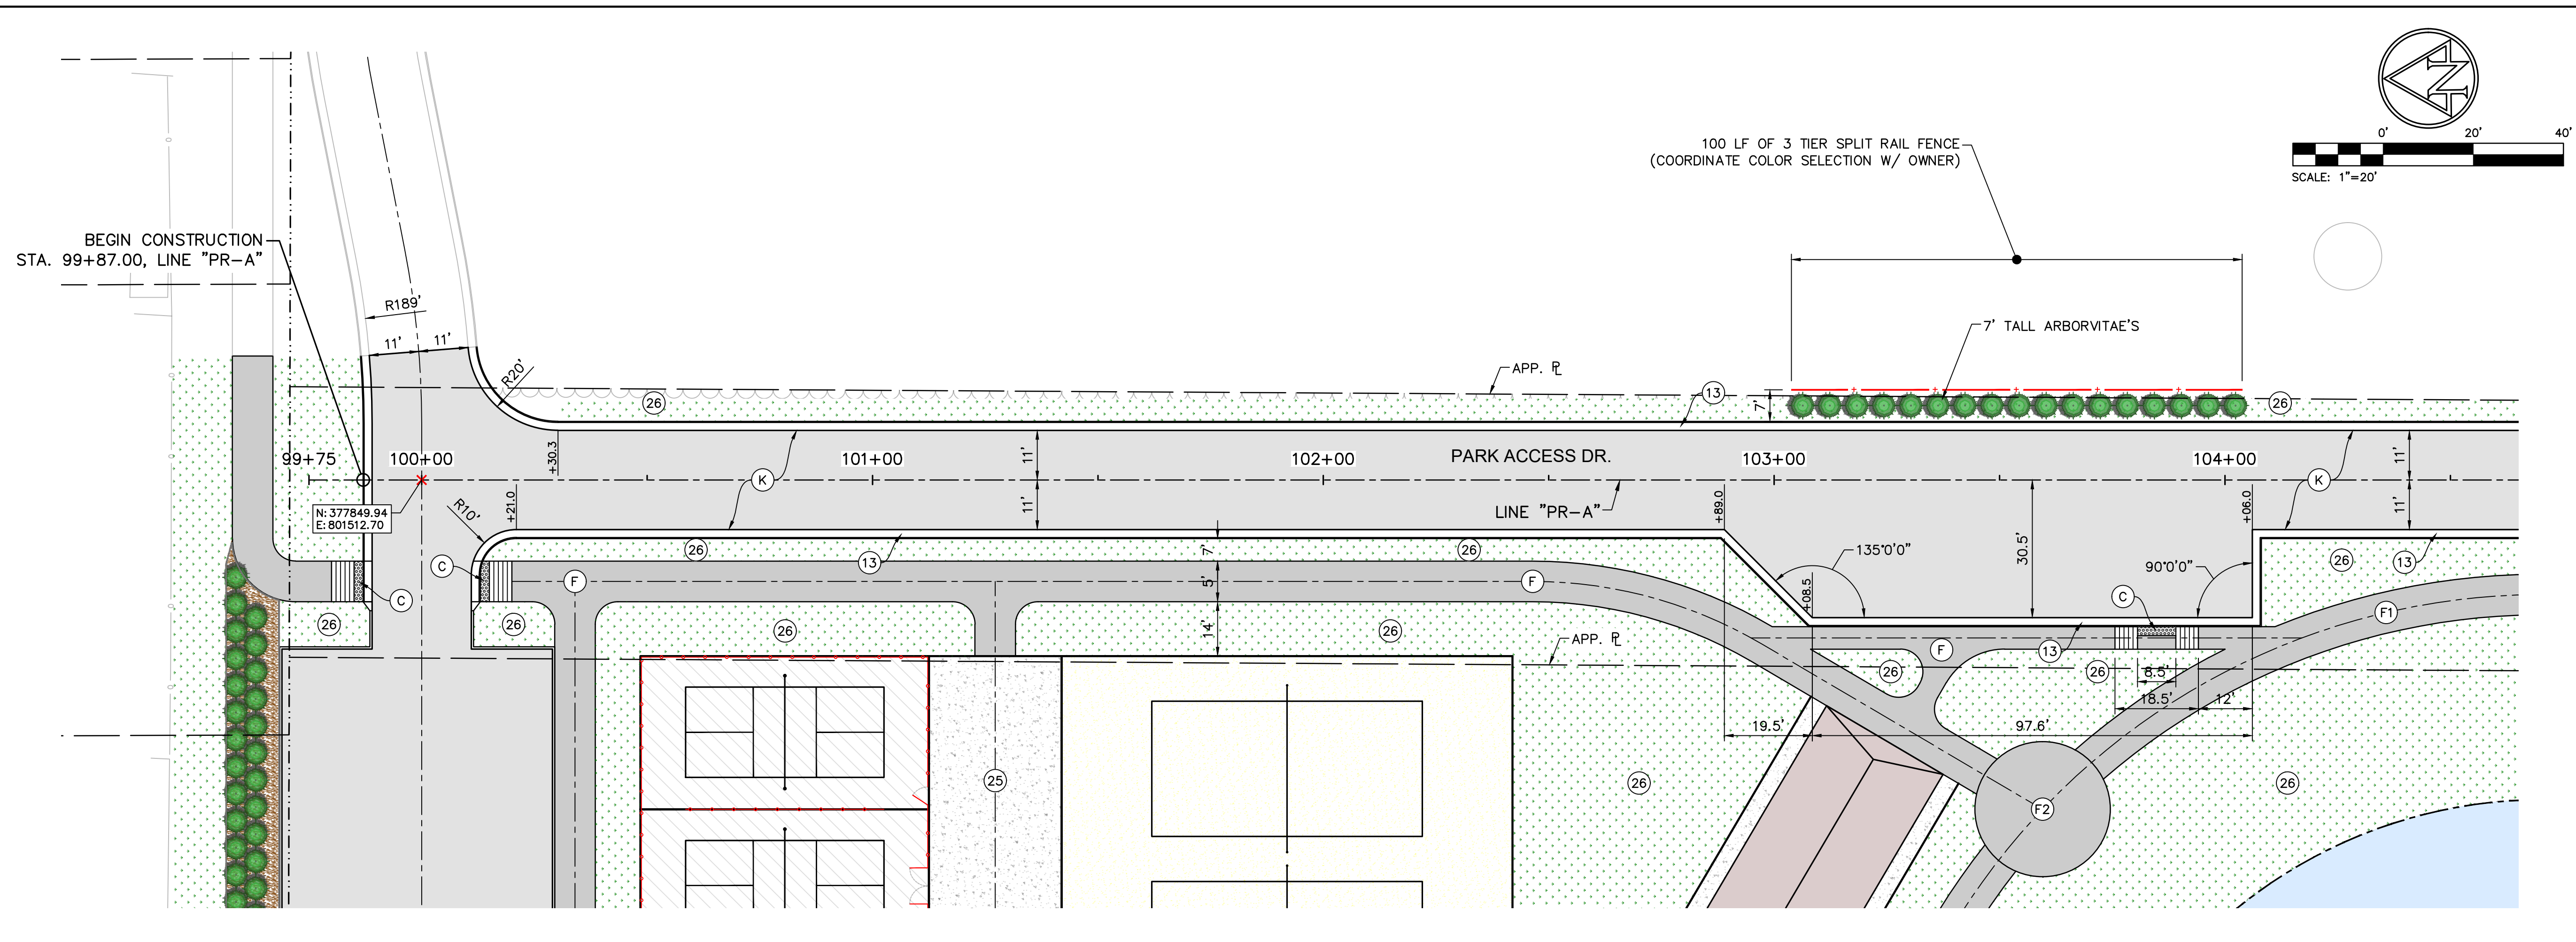 N
0' 20' 40'
SCALE: 1"=20'
100 LF OF 3 TIER SPLIT RAIL FENCE
(COORDINATE COLOR SELECTION W/ OWNER)
BEGIN CONSTRUCTION
STA. 99+87.00, LINE "PR-A"
R189'
11' 11'
R20'
7' TALL ARBORVITAE'S
APP. PL
26
13
7'
26
99+75 100+00 101+00 102+00 103+00 104+00
+30.3
11'
PARK ACCESS DR.
11'
K
K
N: 377849.94
E: 801512.70
R10'
+21.0
11'
LINE "PR-A"
+89.0
+06.0
11'
30.5'
135°0'0"
90°0'0"
C
26
13
7'
26
26
13
C
F
5'
F
+08.5
C
F1
26
26
26
14'
26
APP. PL
13
F
26
26
8.5'
18.5'
12'
19.5'
97.6'
25
26
26
F2